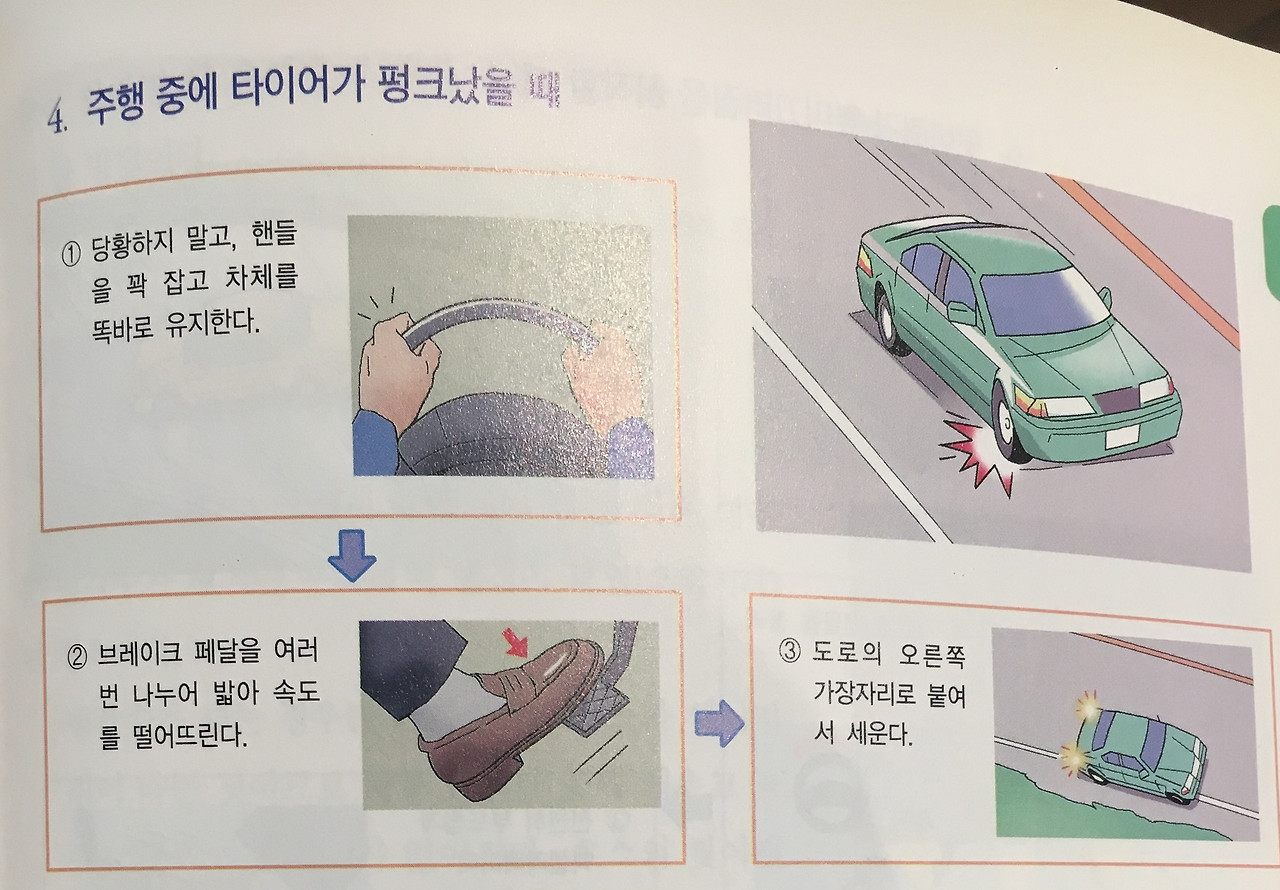 4. 주행 중에 타이어가 펑크났을 때
① 당황하지 말고, 핸들
을 꽉 잡고 차체를
똑바로 유지한다.
② 브레이크 페달을 여러
번 나누어 밟아 속도
를 떨어뜨린다.
③ 도로의 오른쪽
가장자리로 붙여
서 세운다.